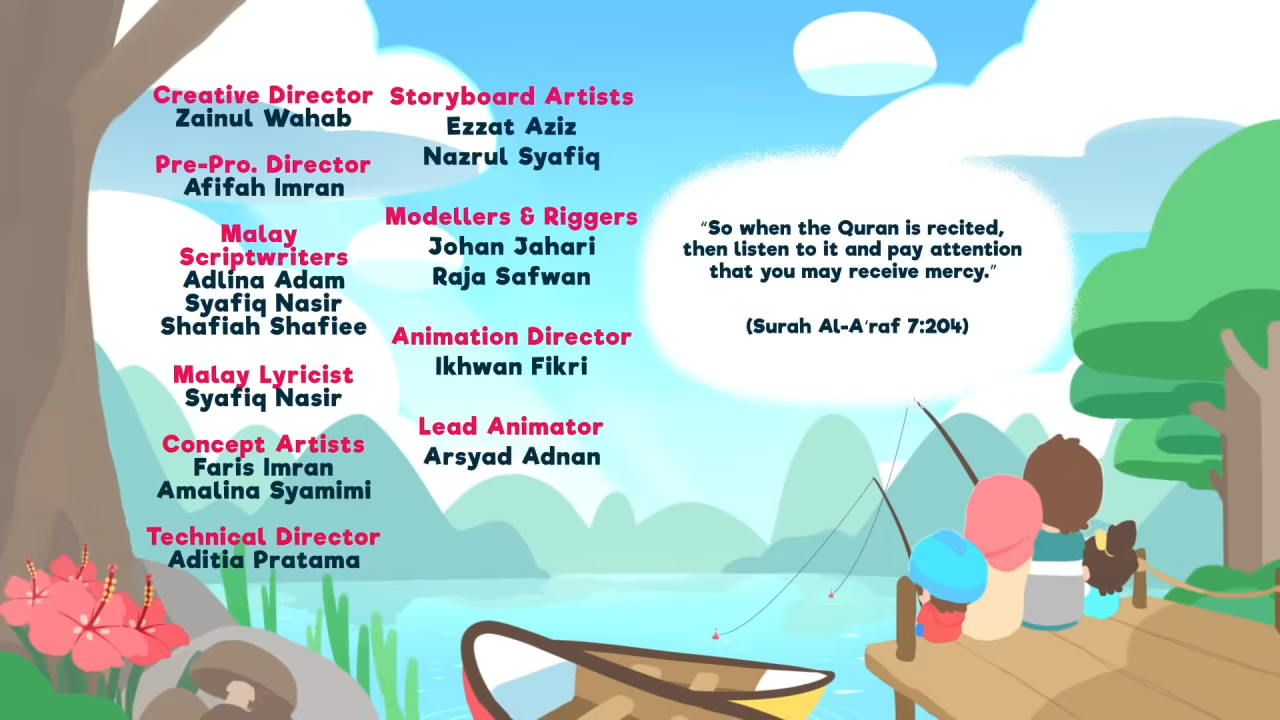 Creative Director
Zainul Wahab
Pre-Pro. Director
Afifah Imran
Malay
Scriptwriters
Adlina Adam
Syafiq Nasir
Shafiah Shafiee
Malay Lyricist
Syafiq Nasir
Concept Artists
Faris Imran
Amalina Syamimi
Technical Director
Aditia Pratama
Storyboard Artists
Ezzat Aziz
Nazrul Syafiq
Modellers & Riggers
Johan Jahari
Raja Safwan
Animation Director
Ikhwan Fikri
Lead Animator
Arsyad Adnan
“So when the Quran is recited,
then listen to it and pay attention
that you may receive mercy.”
(Surah Al-A'raf 7:204)